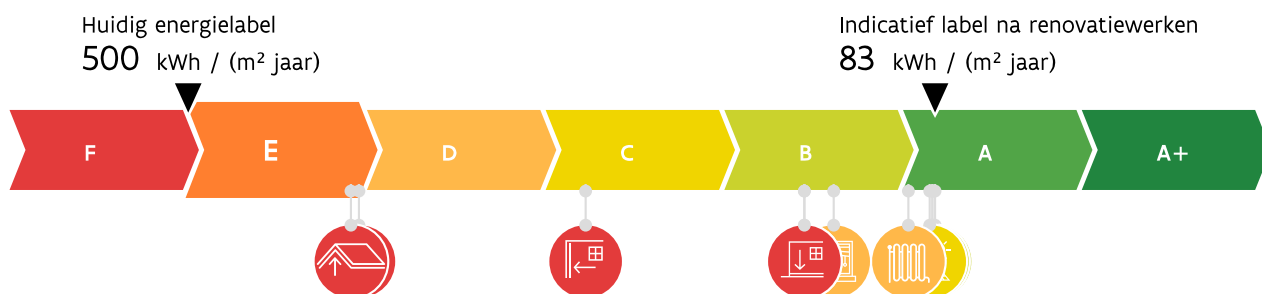 Huidig energielabel
500 kWh / (m² jaar)
Indicatief label na renovatiewerken
83 kWh / (m² jaar)
F E D C B A A+